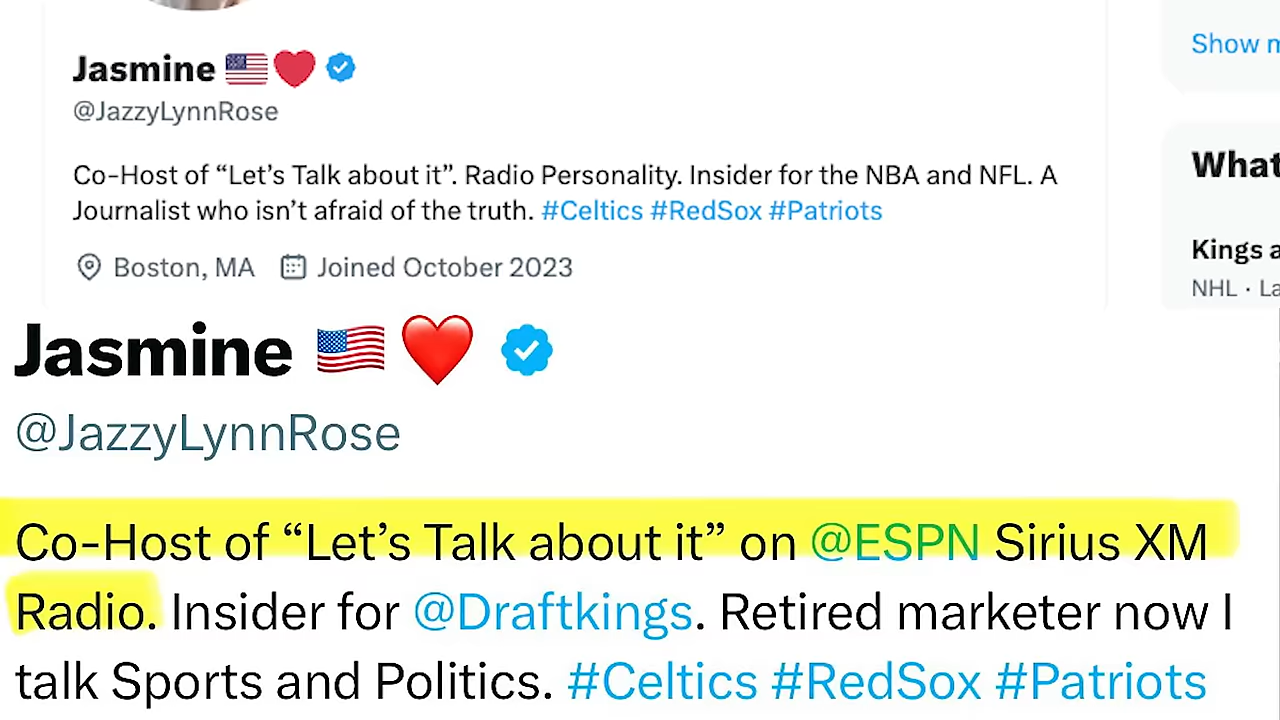 Jasmine 🇺🇸❤️
@JazzyLynnRose
Show
Co-Host of “Let’s Talk about it”. Radio Personality. Insider for the NBA and NFL. A
Journalist who isn’t afraid of the truth. #Celtics #RedSox #Patriots
Boston, MA Joined October 2023
What
Kings
NHL ·
Jasmine 🇺🇸 ❤️
@JazzyLynnRose
Co-Host of “Let’s Talk about it” on @ESPN Sirius XM
Radio. Insider for @Draftkings. Retired marketer now I
talk Sports and Politics. #Celtics #RedSox #Patriots